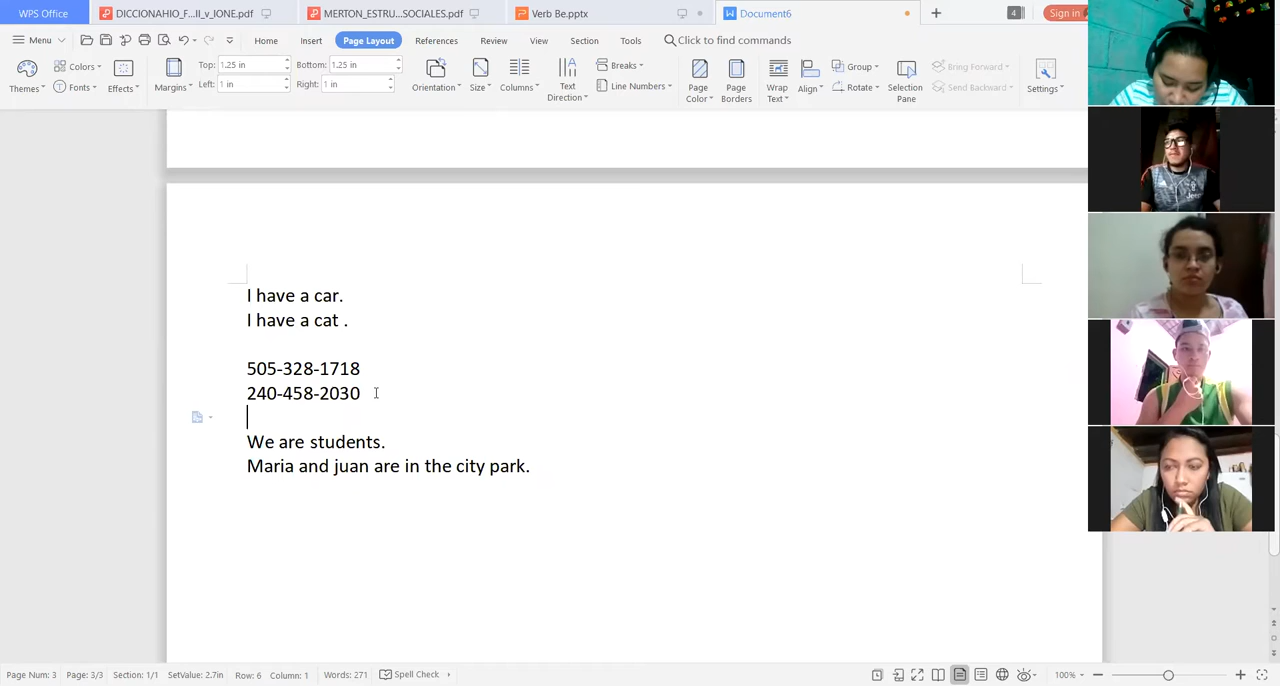 WPS Office
DICCIONAHIO_F...II_v_IONE.pdf
MERTON_ESTRU...SOCIALES.pdf
Verb Be.pptx
Document6
4
Sign in
Menu
Home
Insert
Page Layout
References
Review
View
Section
Tools
Click to find commands
Themes
Colors
Fonts
Effects
Margins
Top: 1.25 in
Bottom: 1.25 in
Left: 1 in
Right: 1 in
Orientation
Size
Columns
Text Direction
Breaks
Line Numbers
Page Color
Page Borders
Wrap Text
Align
Group
Rotate
Selection Pane
Bring Forward
Send Backward
Settings
I have a car.
I have a cat .
505-328-1718
240-458-2030
We are students.
Maria and juan are in the city park.
Page Num: 3
Page: 3/3
Section: 1/1
SetValue: 2.7in
Row: 6
Column: 1
Words: 271
Spell Check
100%